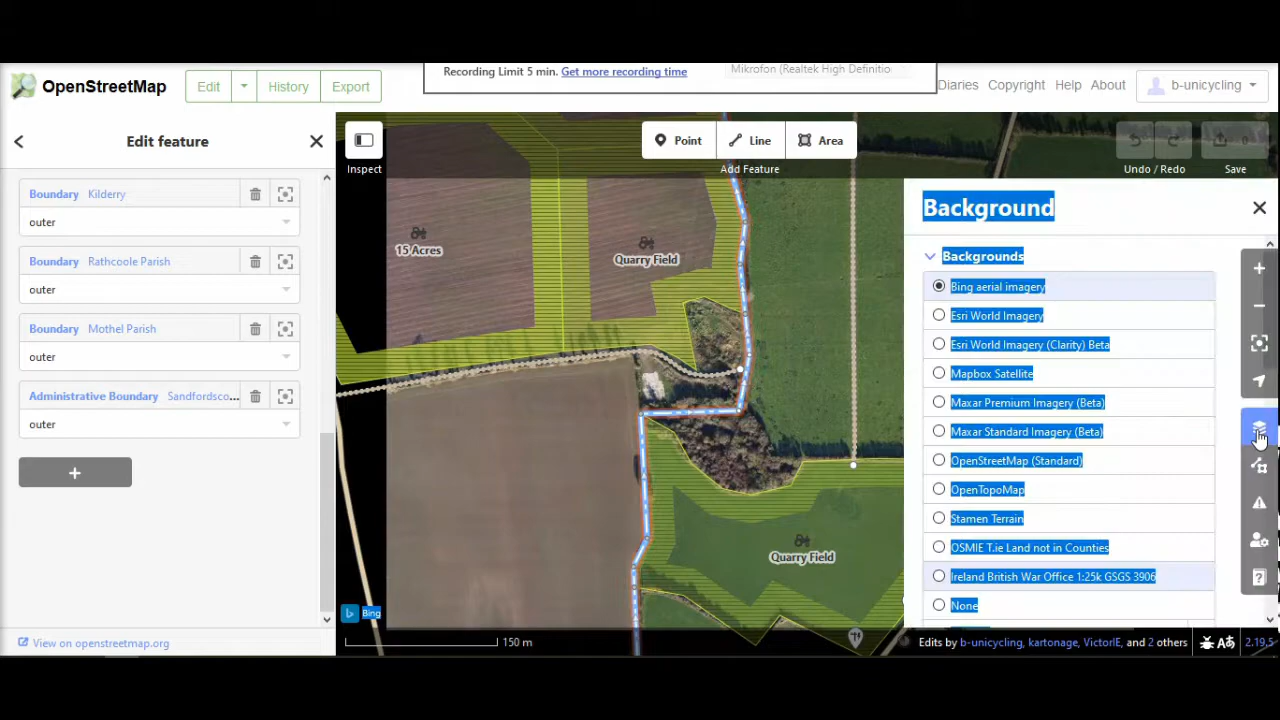 Recording Limit 5 min. Get more recording time
Mikrofon (Realtek High Definitio
OpenStreetMap
Edit
History
Export
Diaries
Copyright
Help
About
b-unicycling
Edit feature
Boundary Kilderry
outer
Boundary Rathcoole Parish
outer
Boundary Mothel Parish
outer
Administrative Boundary Sandfordsco...
outer
+
View on openstreetmap.org
Inspect
Point
Line
Area
Add Feature
Undo / Redo
0
Save
15 Acres
Quarry Field
Quarry Field
Bing
150 m
Background
Backgrounds
Bing aerial imagery
Esri World Imagery
Esri World Imagery (Clarity) Beta
Mapbox Satellite
Maxar Premium Imagery (Beta)
Maxar Standard Imagery (Beta)
OpenStreetMap (Standard)
OpenTopoMap
Stamen Terrain
OSMIE T.ie Land not in Counties
Ireland British War Office 1:25k GSGS 3906
None
Edits by b-unicycling, kartonage, VictorIE, and 2 others
2.19.5